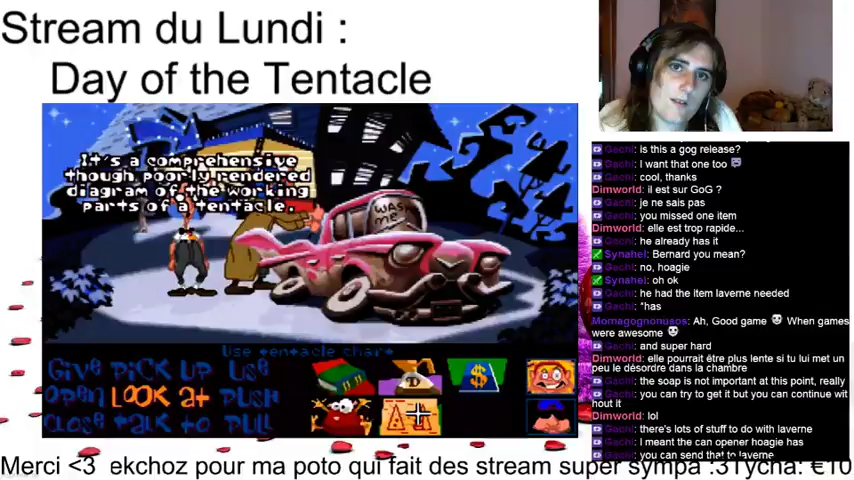 Stream du Lundi :
Day of the Tentacle
It's a comprehensive
though poorly rendered
diagram of the working
parts of a tentacle.
WASH
ME
Use tentacle chart
Give PICK UP Use
Open LOOK at PUSH
Close talk to PULL
Gachi: Is this a gog release?
Gachi: I want that one too
Gachi: cool, thanks
Dimworld: il est sur GoG ?
Gachi: je ne sais pas
Gachi: you missed one item
Dimworld: elle est trop rapide...
Gachi: he already has it
Synahel: Bernard you mean?
Gachi: no, hoagie
Synahel: oh ok
Gachi: he had the item laverne needed
Gachi: *has
Momagognonusos: Ah, Good game When games
were awesome
Gachi: and super hard
Dimworld: elle pourrait être plus lente si tu lui met un
peu le désordre dans la chambre
Gachi: the soap is not important at this point, really
Gachi: you can try to get it but you can continue wit
hout it
Dimworld: lol
Gachi: there's lots of stuff to do with laverne
Gachi: I meant the can opener hoagie has
Gachi: you can send that to laverne
Merci <3 ekchoz pour ma poto qui fait des stream super sympa :3Tycha: €10